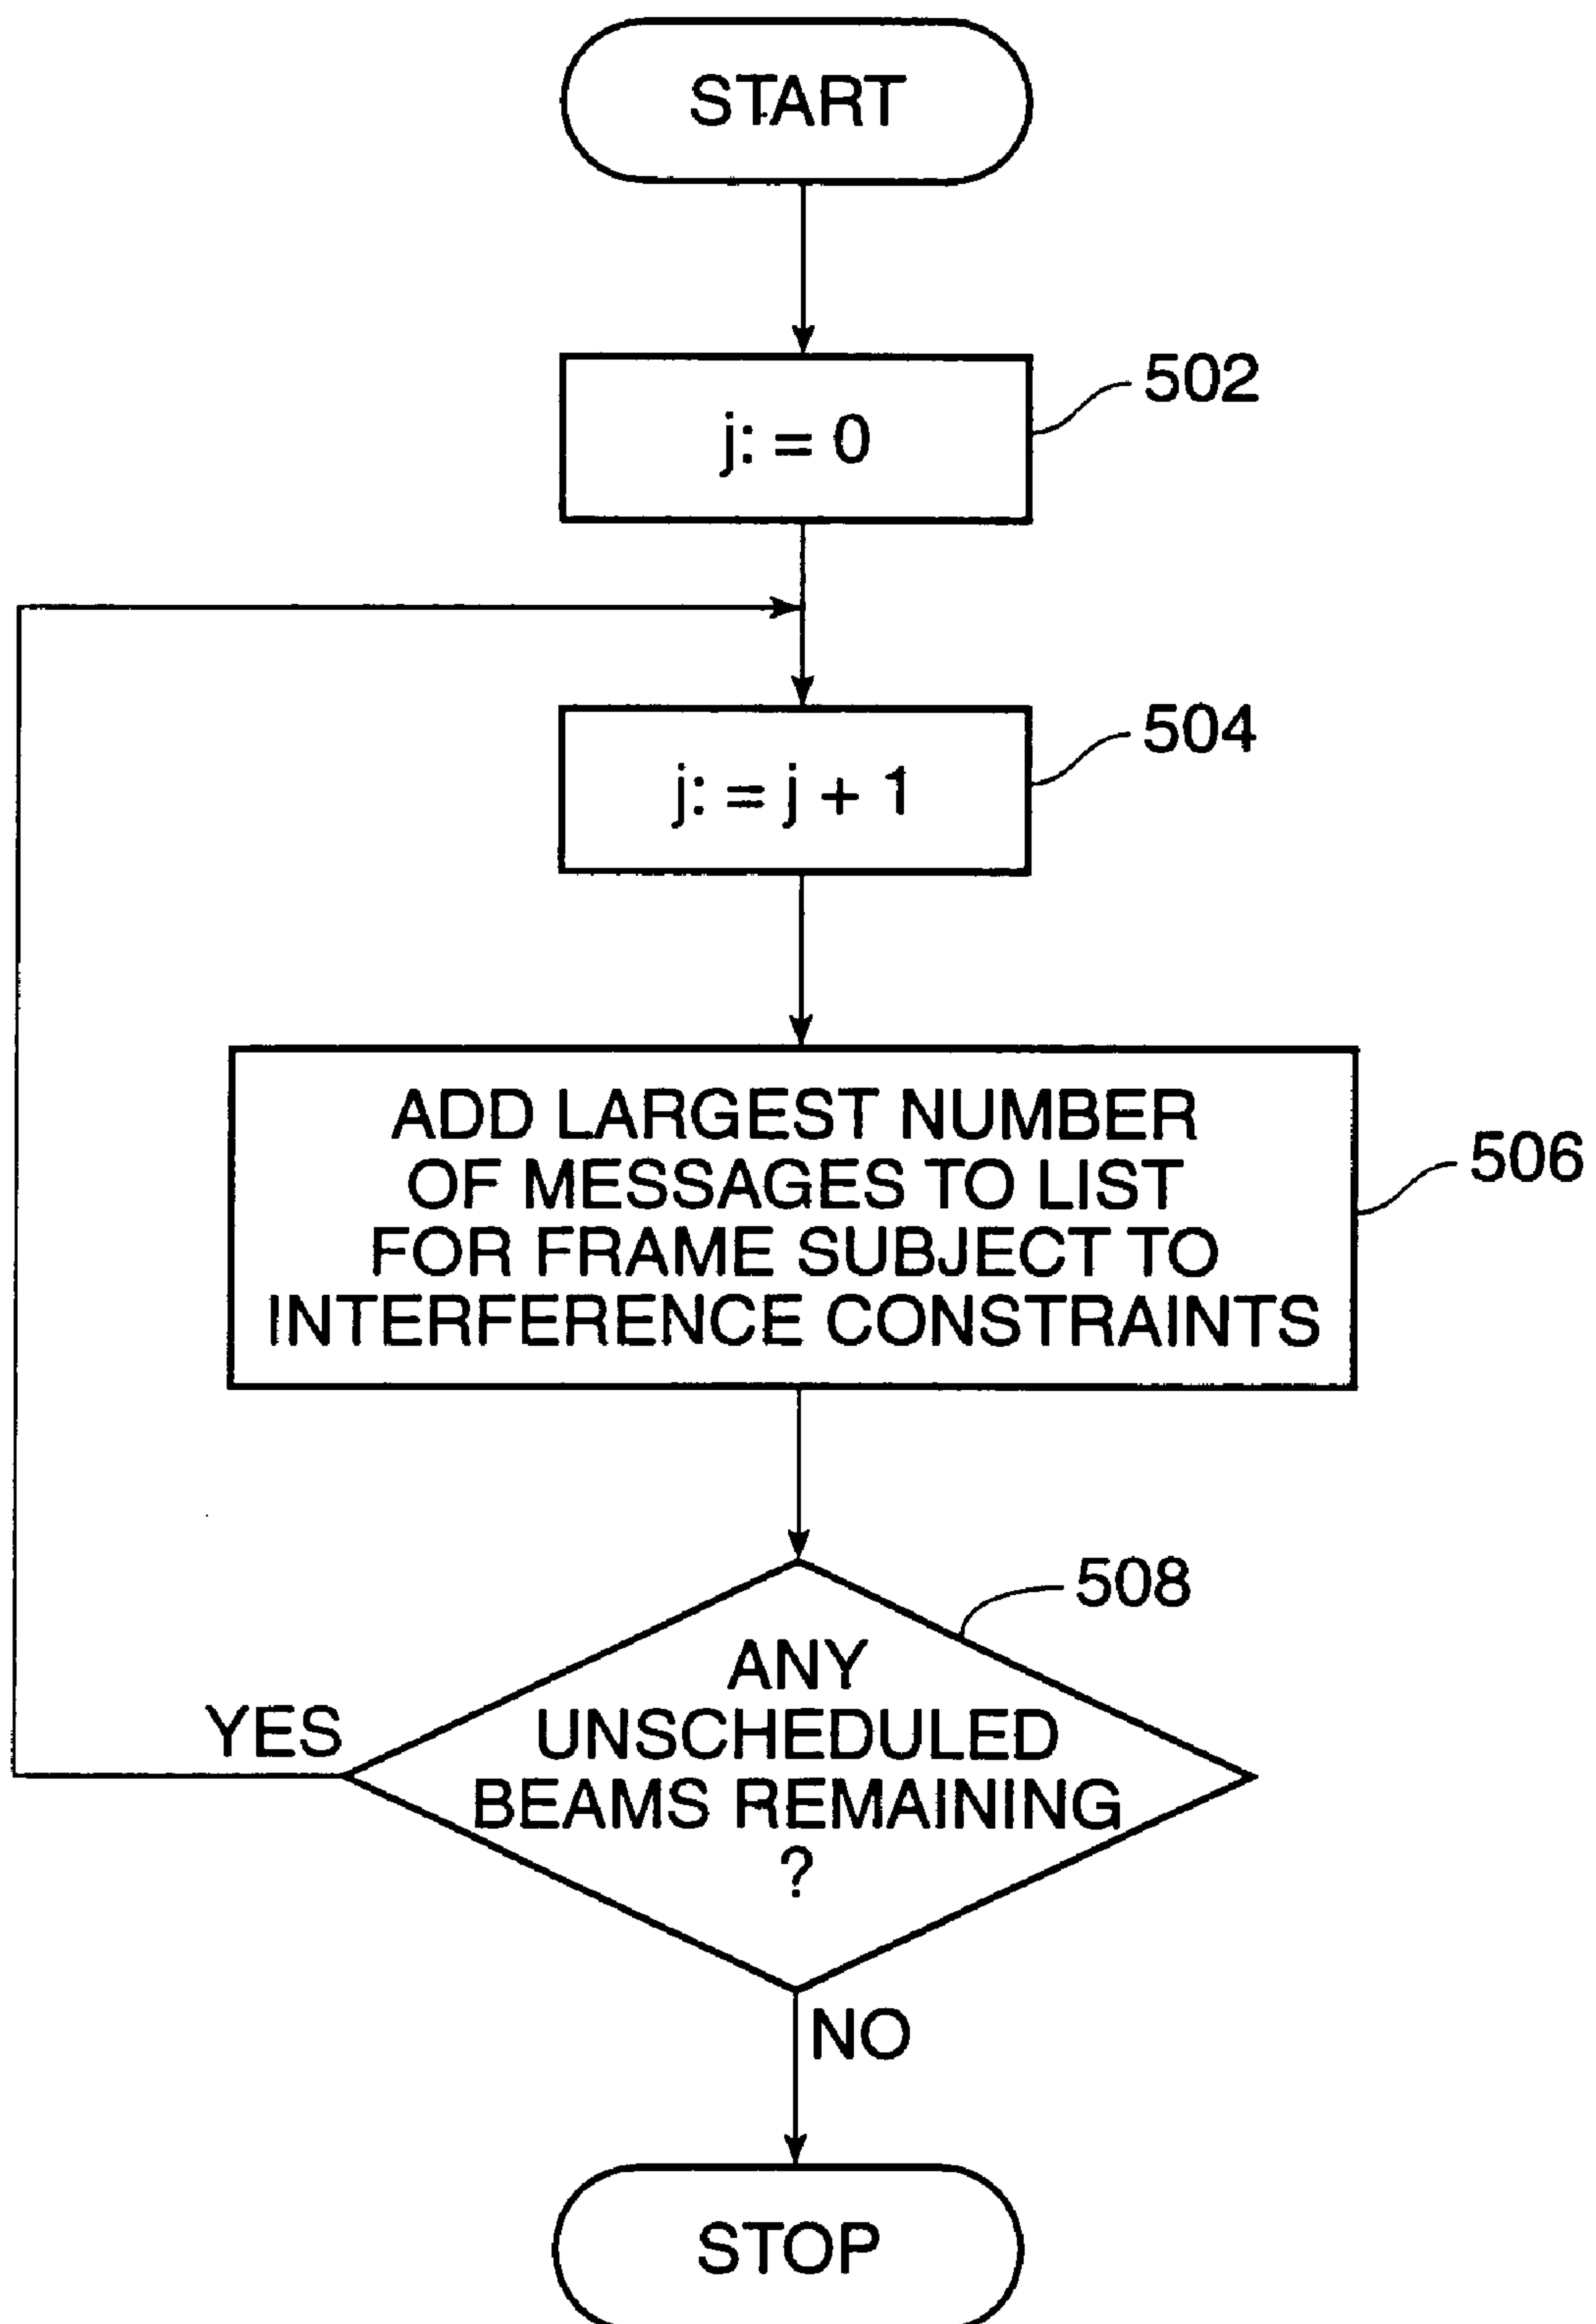 START
502
j: = 0
504
j: = j + 1
ADD LARGEST NUMBER
OF MESSAGES TO LIST
FOR FRAME SUBJECT TO
INTERFERENCE CONSTRAINTS
506
508
ANY
UNSCHEDULED
BEAMS REMAINING
?
YES
NO
STOP